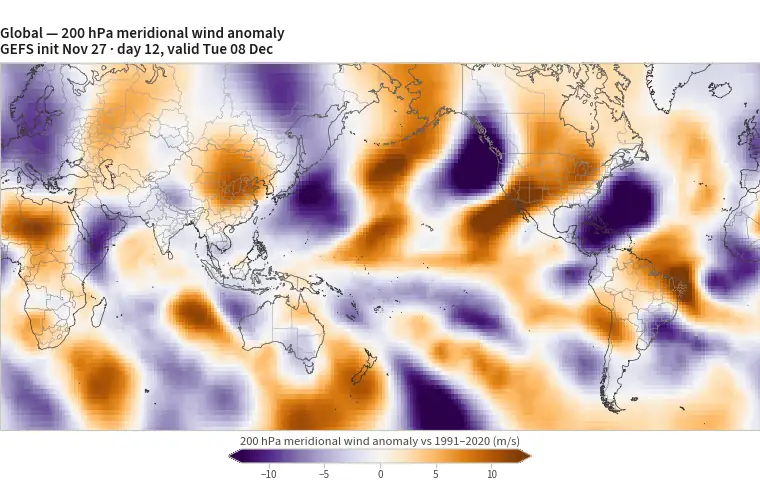 Global — 200 hPa meridional wind anomaly
GEFS init Nov 27 · day 12, valid Tue 08 Dec
200 hPa meridional wind anomaly vs 1991–2020 (m/s)
−10 −5 0 5 10